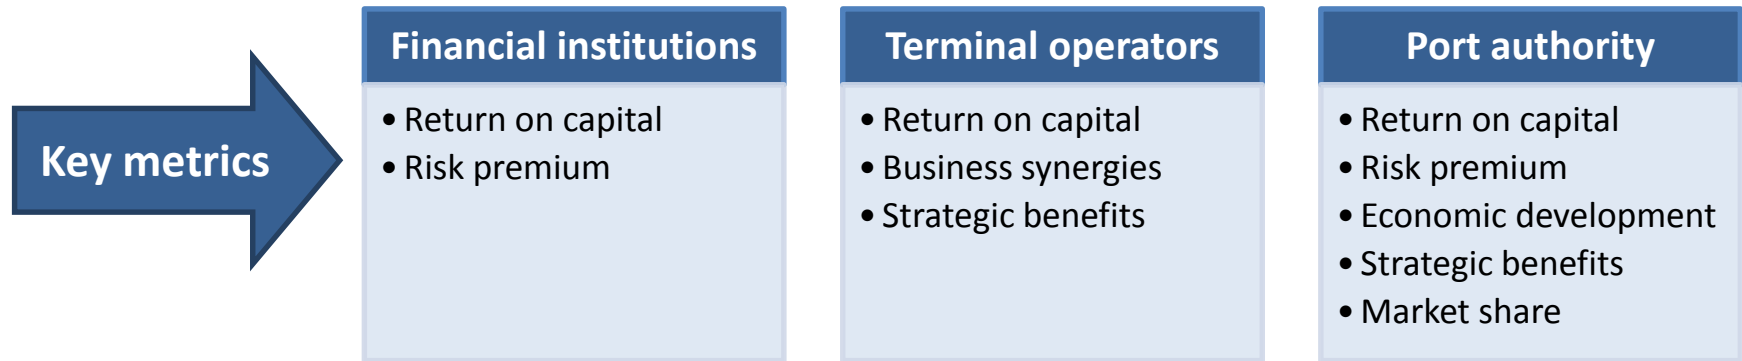 Key metrics
Financial institutions
• Return on capital
• Risk premium
Terminal operators
• Return on capital
• Business synergies
• Strategic benefits
Port authority
• Return on capital
• Risk premium
• Economic development
• Strategic benefits
• Market share